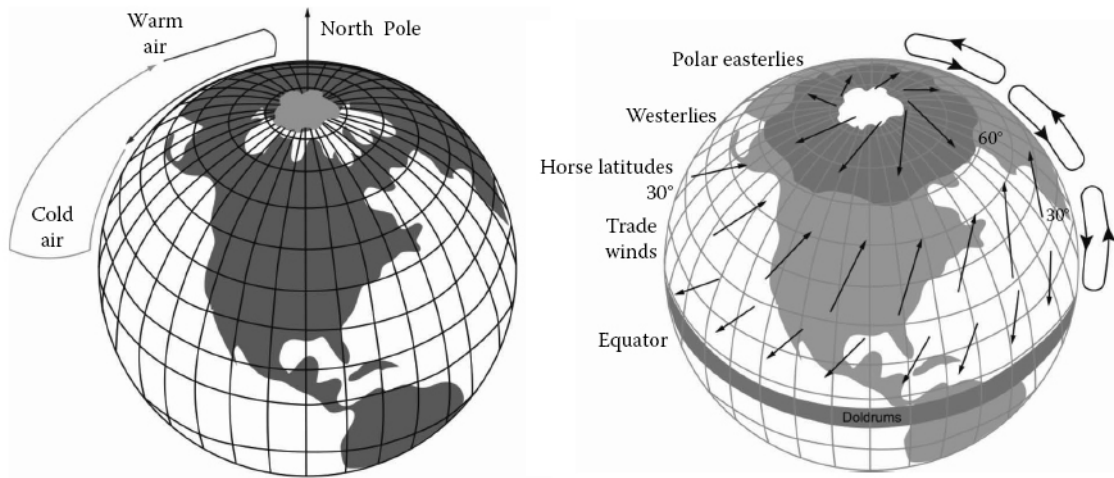 Warm
air
North Pole
Cold
air
Polar easterlies
Westerlies
60°
Horse latitudes
30°
30°
Trade
winds
Equator
Doldrums